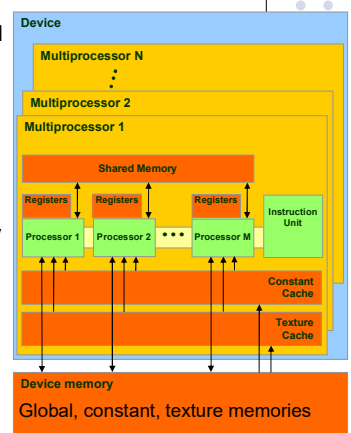 Device
Multiprocessor N
Multiprocessor 2
Multiprocessor 1
Shared Memory
Registers Registers Registers
Processor 1 Processor 2 ••• Processor M
Instruction
Unit
Constant
Cache
Texture
Cache
Device memory
Global, constant, texture memories